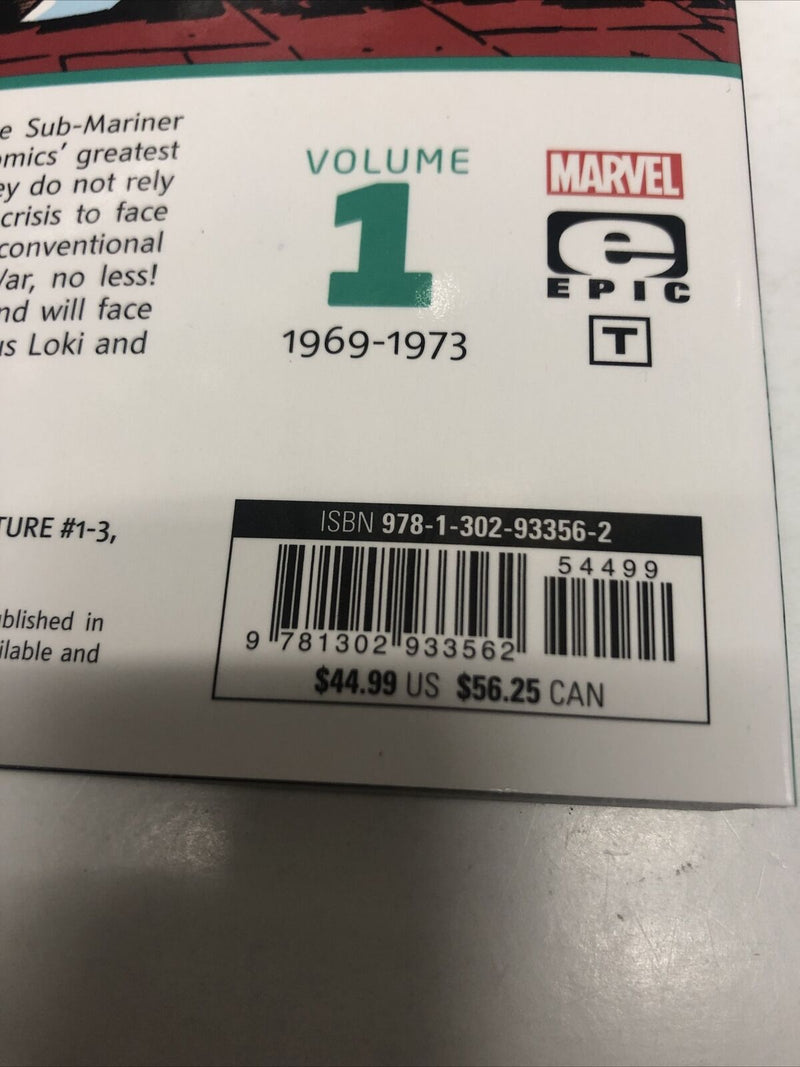 e Sub-Mariner
omics' greatest
ey do not rely
crisis to face
conventional
Var, no less!
nd will face
us Loki and
VOLUME
1
1969-1973
MARVEL
e
EPIC
T
TURE #1-3,
ublished in
ilable and
ISBN 978-1-302-93356-2
54499
9 781302 933562
$44.99 US $56.25 CAN